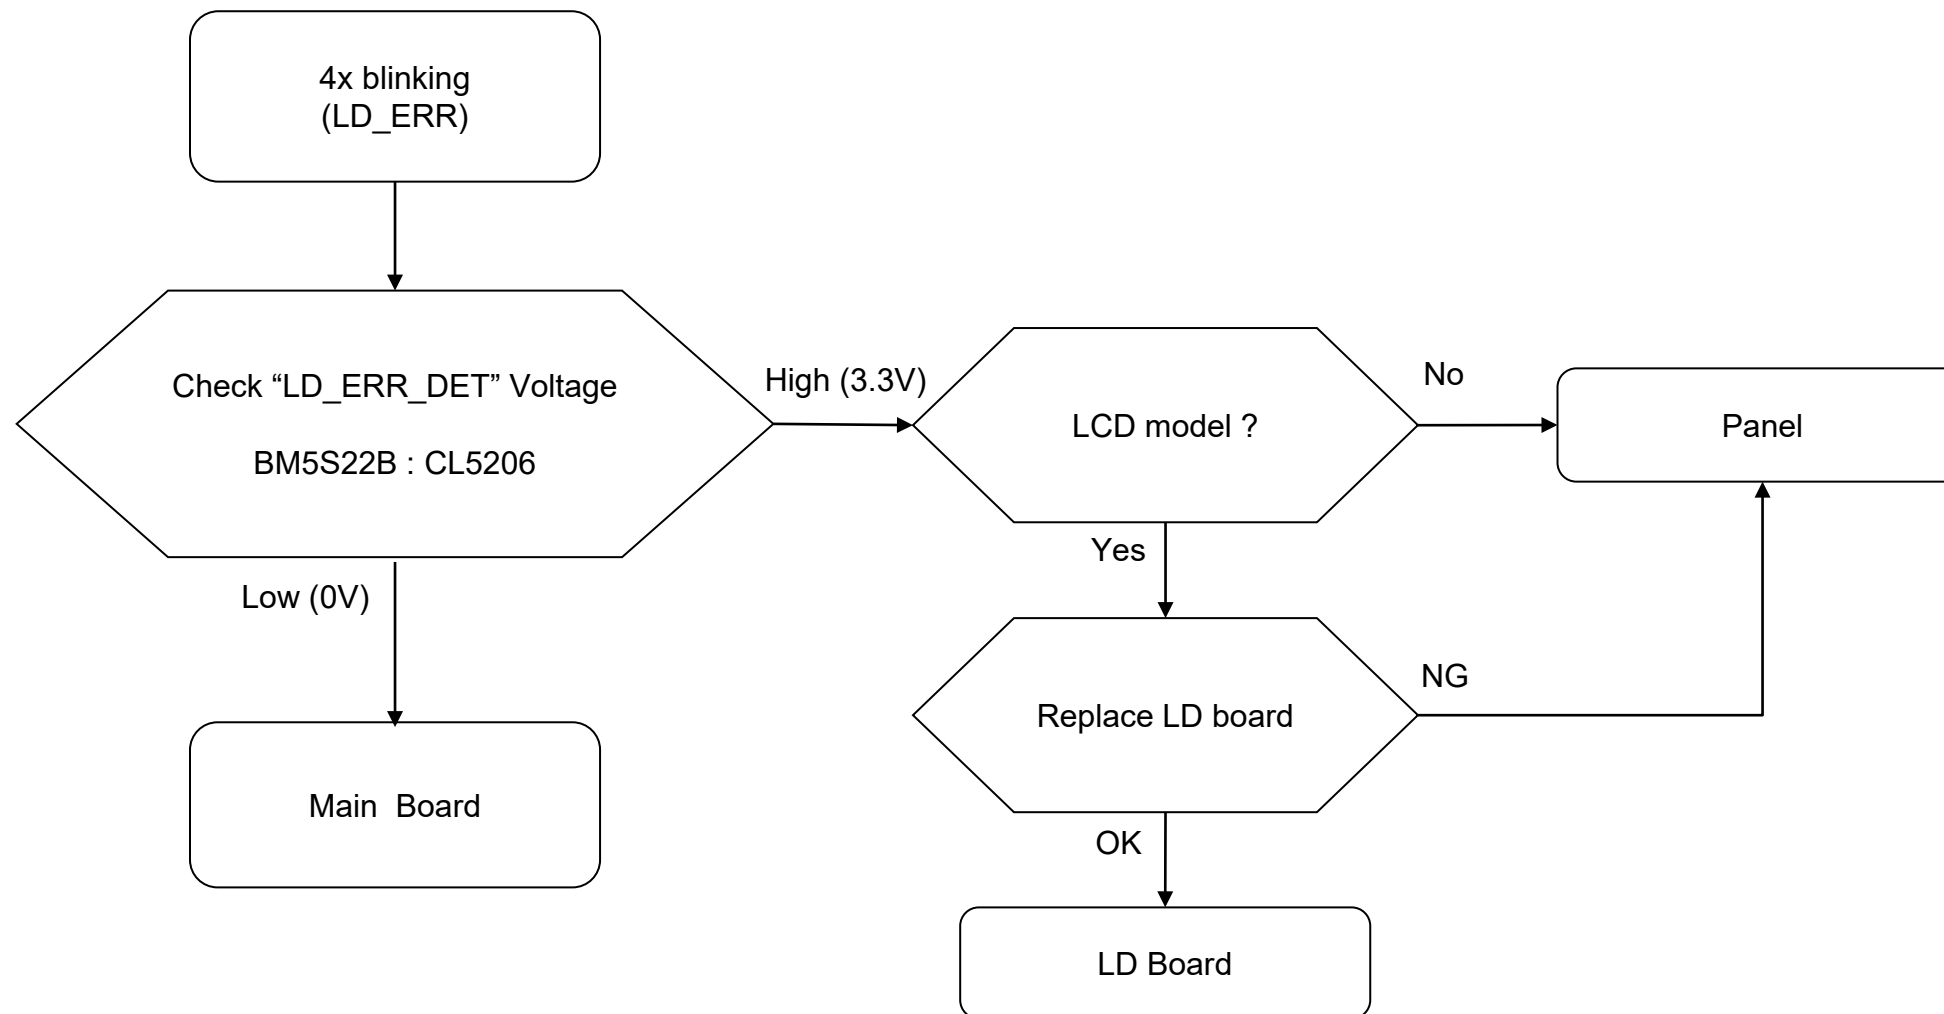 4x blinking
(LD_ERR)
Check “LD_ERR_DET” Voltage
BM5S22B : CL5206
High (3.3V)
LCD model ?
No
Panel
Yes
Low (0V)
Replace LD board
NG
Main  Board
OK
LD Board